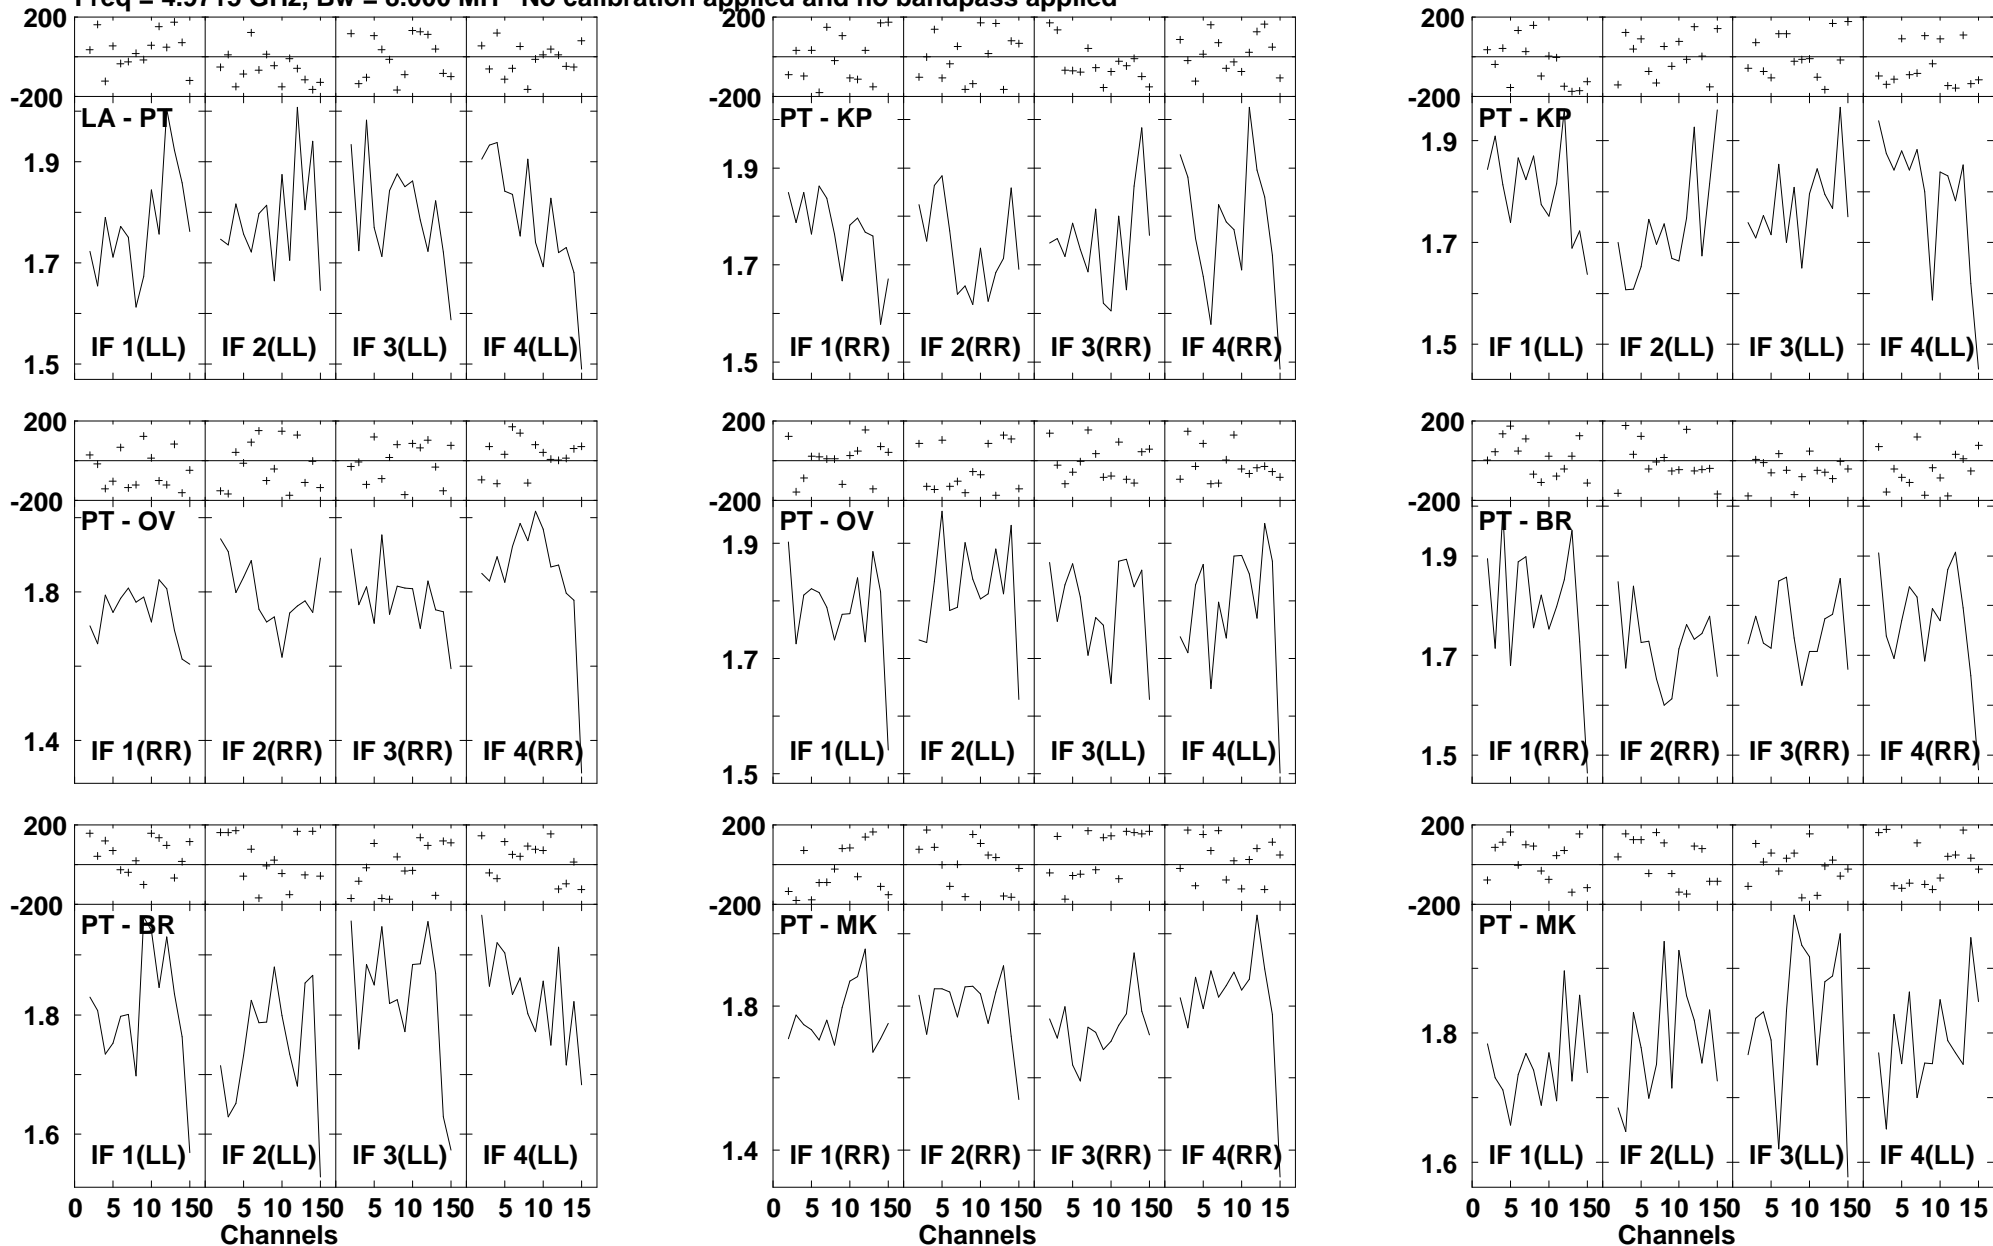 Freq = 4.9715 GHz, Bw = 8.000 MH No calibration applied and no bandpass applied
200 200 200
-200 -200 -200
LA - PT PT - KP PT - KP
1.9 1.9 1.9
1.7 1.7 1.7
IF 1(LL) IF 2(LL) IF 3(LL) IF 4(LL) IF 1(RR) IF 2(RR) IF 3(RR) IF 4(RR) IF 1(LL) IF 2(LL) IF 3(LL) IF 4(LL)
1.5 1.5 1.5
200 200 200
-200 -200 -200
PT - OV PT - OV PT - BR
1.8 1.9 1.9
1.7 1.7
1.4 IF 1(RR) IF 2(RR) IF 3(RR) IF 4(RR) IF 1(LL) IF 2(LL) IF 3(LL) IF 4(LL) IF 1(RR) IF 2(RR) IF 3(RR) IF 4(RR)
1.5 1.5
200 200 200
-200 -200 -200
PT - BR PT - MK PT - MK
1.8 1.8 1.8
1.6 IF 1(LL) IF 2(LL) IF 3(LL) IF 4(LL) 1.4 IF 1(RR) IF 2(RR) IF 3(RR) IF 4(RR) 1.6 IF 1(LL) IF 2(LL) IF 3(LL) IF 4(LL)
0 5 10 150 5 10 150 5 10 150 5 10 15 0 5 10 150 5 10 150 5 10 150 5 10 15 0 5 10 150 5 10 150 5 10 150 5 10 15
Channels Channels